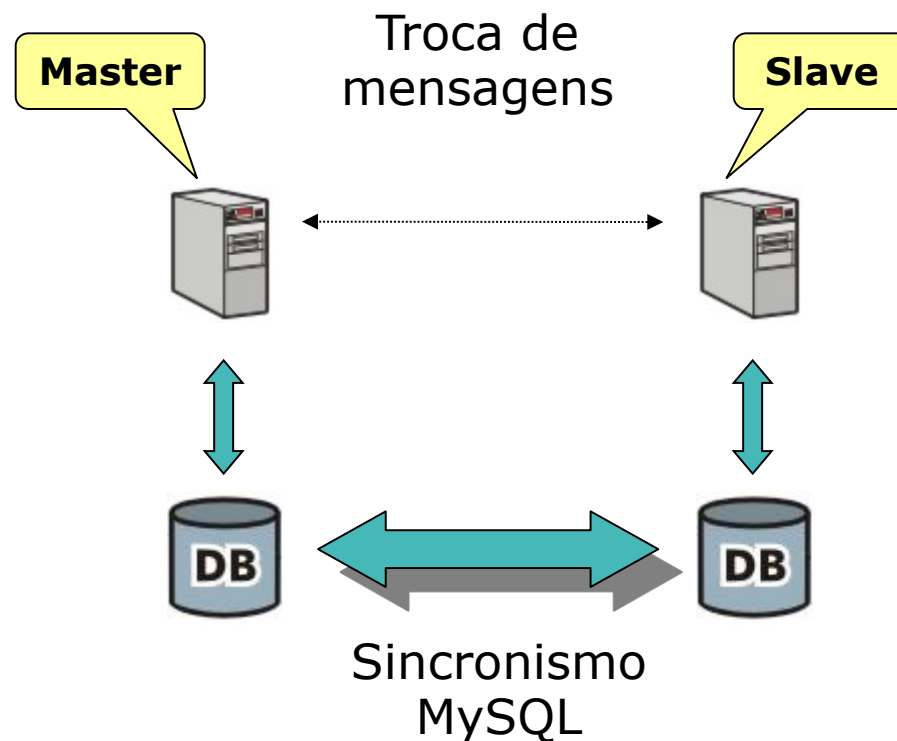 Troca de
mensagens
Master
Slave
DB
DB
Sincronismo
MySQL